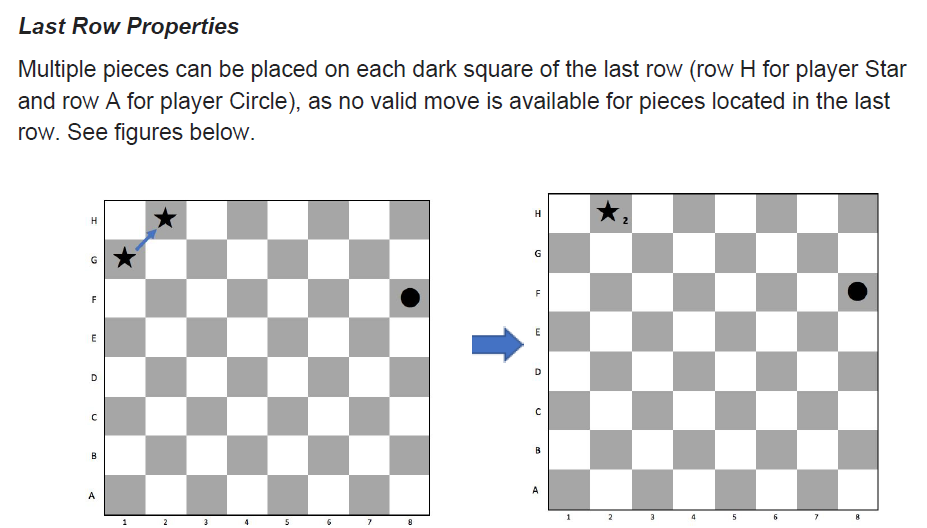 Last Row Properties
Multiple pieces can be placed on each dark square of the last row (row H for player Star
and row A for player Circle), as no valid move is available for pieces located in the last
row. See figures below.
H
G
F
E
D
C
B
A
1 2 3 4 5 6 7 8
H
2
G
F
E
D
C
B
A
1 2 3 4 5 6 7 8